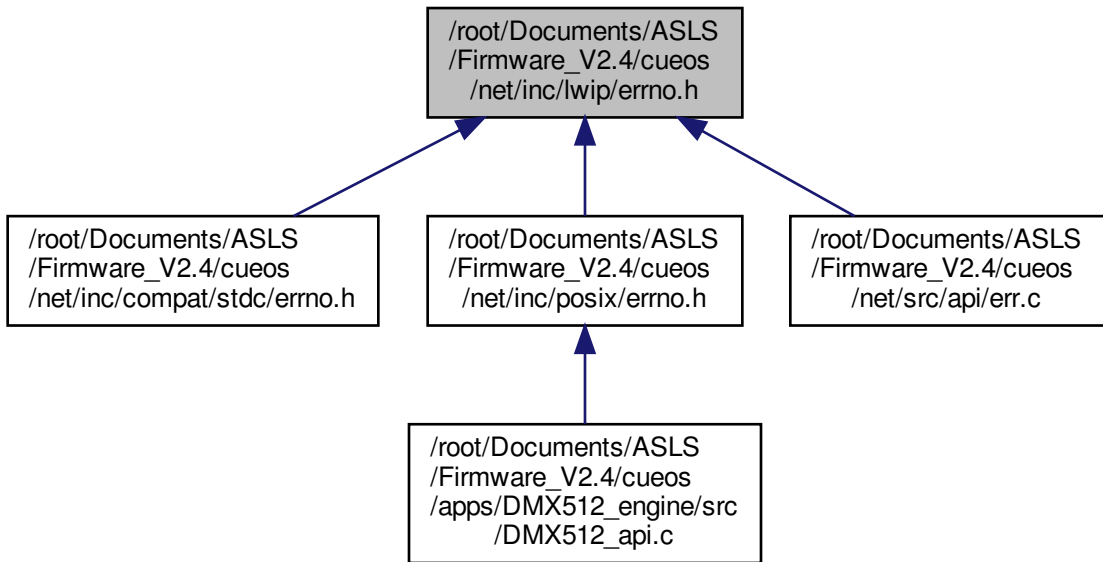 /root/Documents/ASLS
/Firmware_V2.4/cueos
/net/inc/lwip/errno.h
/root/Documents/ASLS
/Firmware_V2.4/cueos
/net/inc/compat/stdc/errno.h
/root/Documents/ASLS
/Firmware_V2.4/cueos
/net/inc/posix/errno.h
/root/Documents/ASLS
/Firmware_V2.4/cueos
/net/src/api/err.c
/root/Documents/ASLS
/Firmware_V2.4/cueos
/apps/DMX512_engine/src
/DMX512_api.c